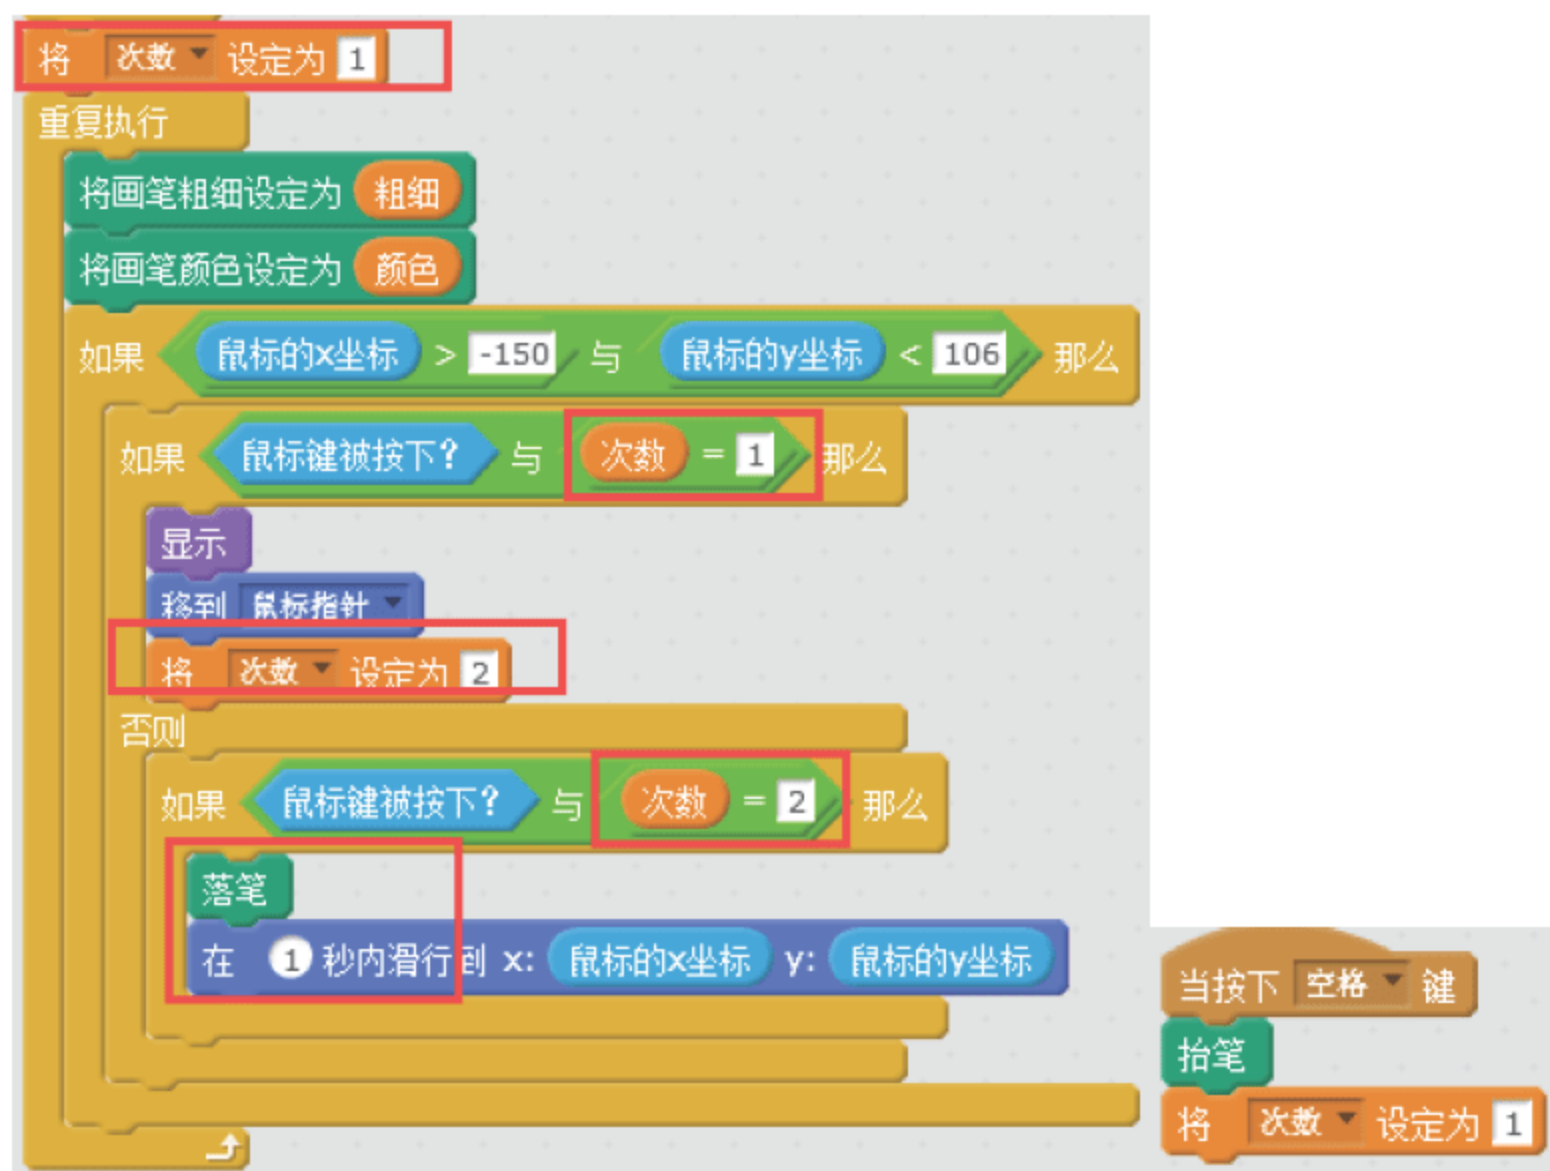 将 次数 设定为 1
重复执行
将画笔粗细设定为 粗细
将画笔颜色设定为 颜色
如果 鼠标的x坐标 > -150 与 鼠标的y坐标 < 106 那么
如果 鼠标键被按下? 与 次数 = 1 那么
显示
移到 鼠标指针
将 次数 设定为 2
否则
如果 鼠标键被按下? 与 次数 = 2 那么
落笔
在 1 秒内滑行到 x: 鼠标的x坐标 y: 鼠标的y坐标
当按下 空格 键
抬笔
将 次数 设定为 1